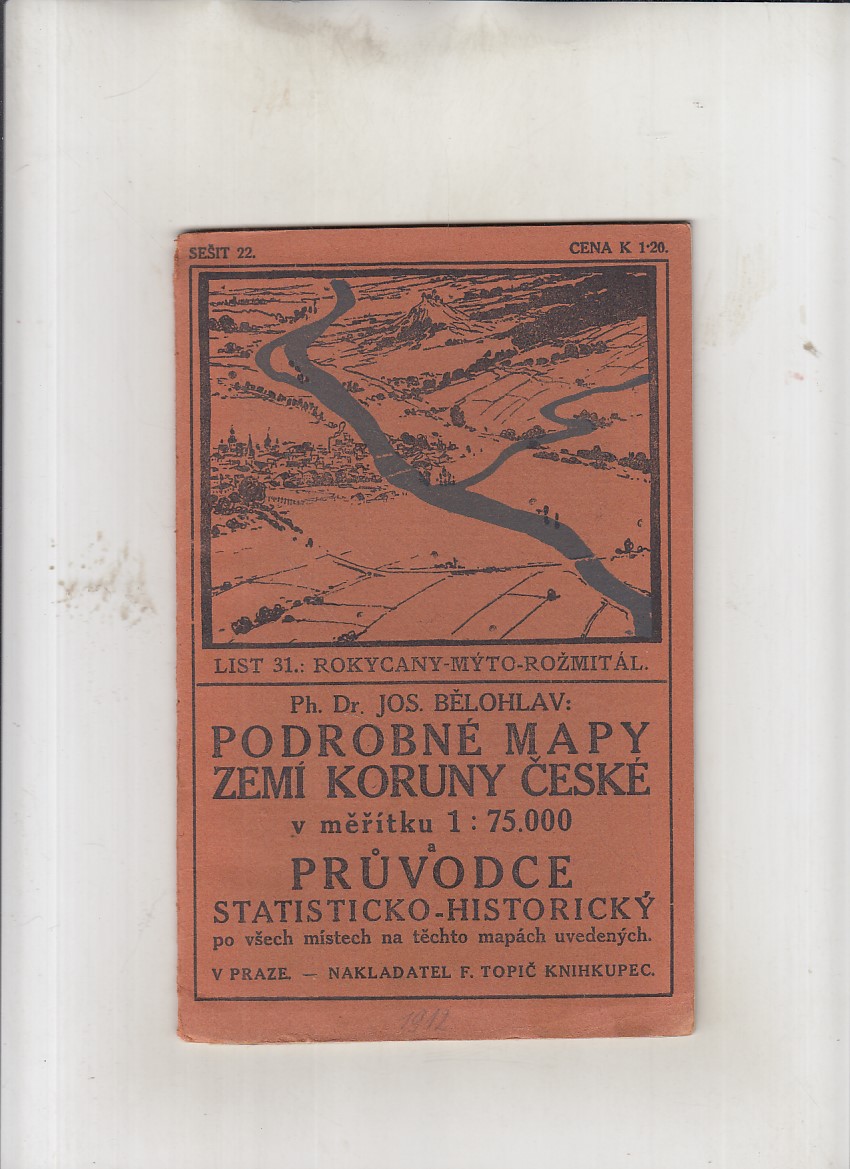 SEŠIT 22.
CENA K 1·20.
LIST 31.: ROKYCANY-MÝTO-ROŽMITÁL.
Ph. Dr. JOS. BĚLOHLAV:
PODROBNÉ MAPY
ZEMÍ KORUNY ČESKÉ
v měřítku 1 : 75.000
a
PRŮVODCE
STATISTICKO-HISTORICKÝ
po všech místech na těchto mapách uvedených.
V PRAZE. — NAKLADATEL F. TOPIČ KNIHKUPEC.
1912